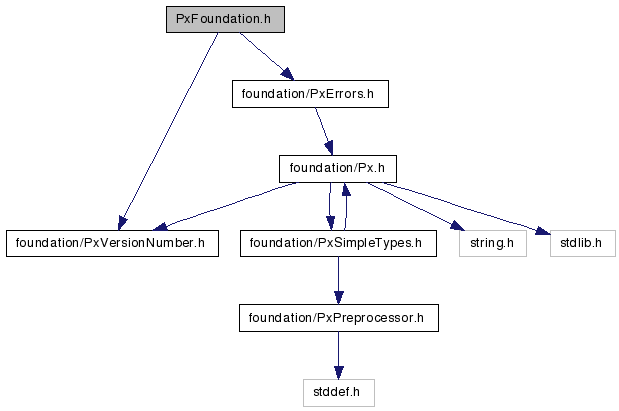 PxFoundation.h
foundation/PxErrors.h
foundation/Px.h
foundation/PxVersionNumber.h
foundation/PxSimpleTypes.h
string.h
stdlib.h
foundation/PxPreprocessor.h
stddef.h